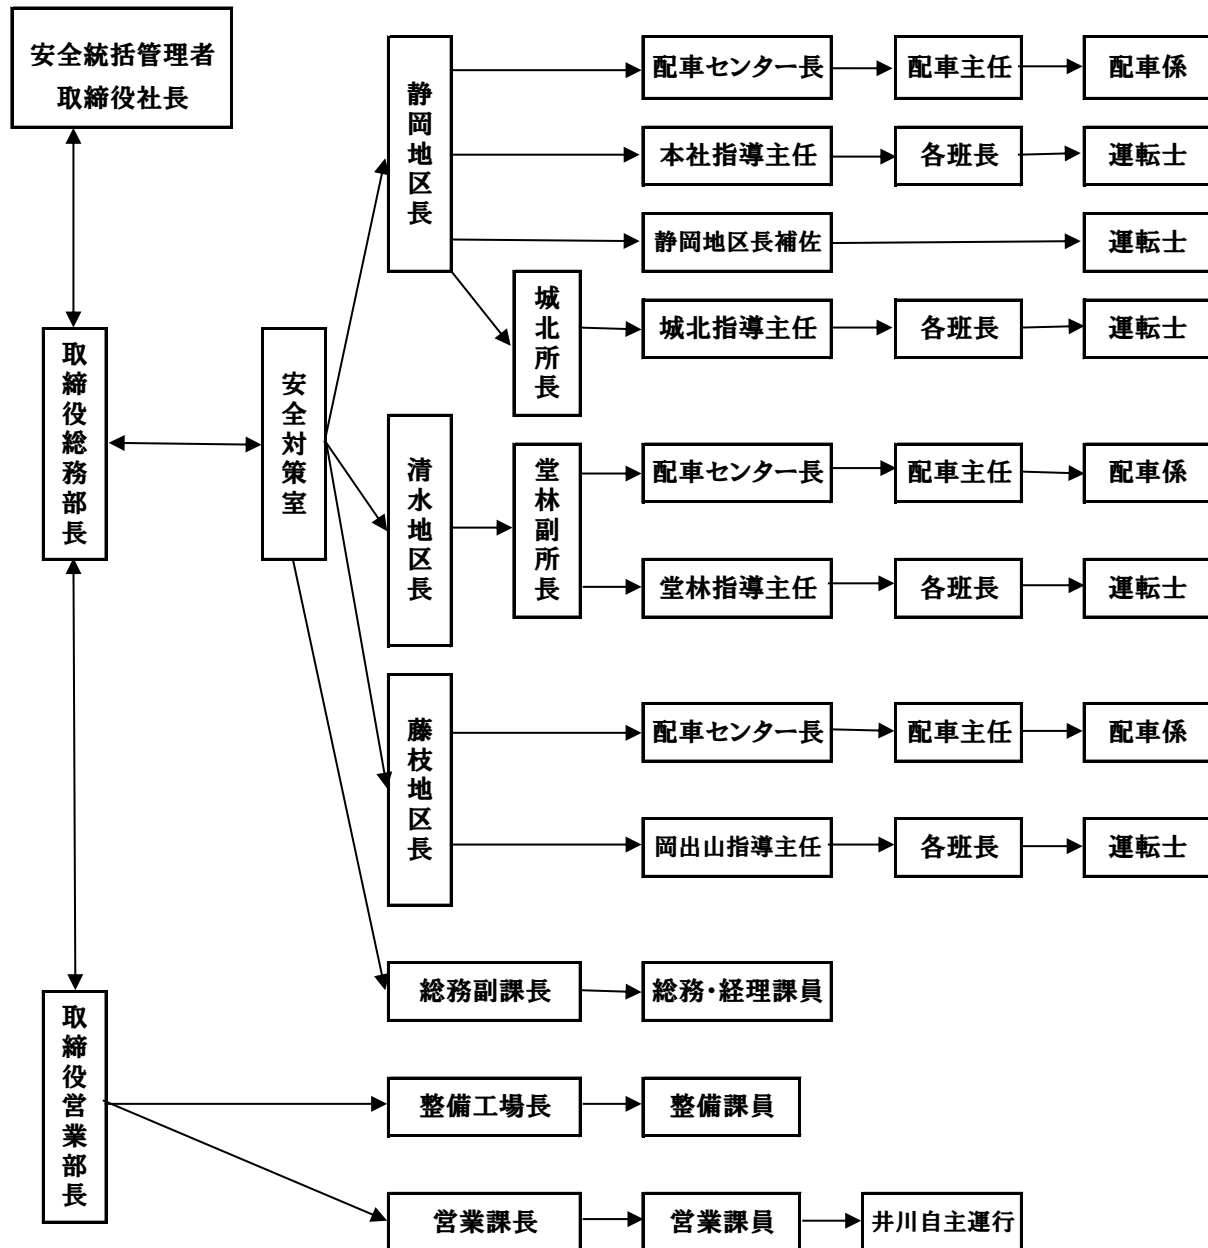 安全統括管理者
取締役社長
取締役総務部長
安全対策室
静岡地区長
配車センター長
配車主任
配車係
本社指導主任
各班長
運転士
静岡地区長補佐
運転士
城北所長
城北指導主任
各班長
運転士
清水地区長
堂林副所長
配車センター長
配車主任
配車係
堂林指導主任
各班長
運転士
藤枝地区長
配車センター長
配車主任
配車係
岡出山指導主任
各班長
運転士
総務副課長
総務・経理課員
取締役営業部長
整備工場長
整備課員
営業課長
営業課員
井川自主運行